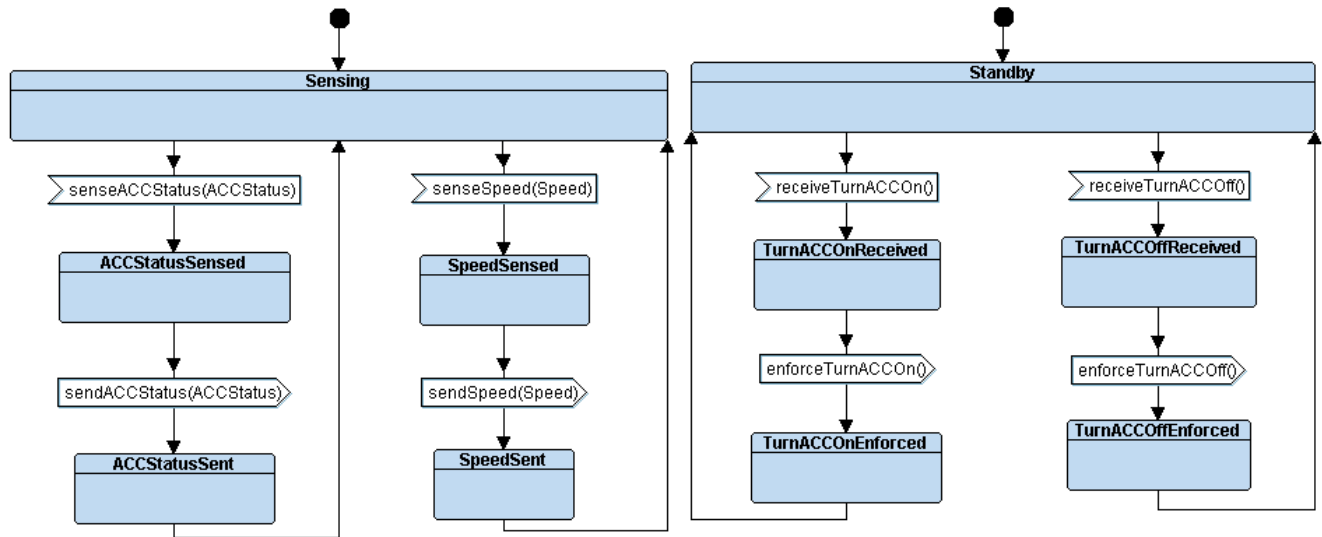 Sensing
senseACCStatus(ACCStatus)
ACCStatusSensed
sendACCStatus(ACCStatus)
ACCStatusSent
senseSpeed(Speed)
SpeedSensed
sendSpeed(Speed)
SpeedSent
Standby
receiveTurnACCOn()
TurnACCOnReceived
enforceTurnACCOn()
TurnACCOnEnforced
receiveTurnACCOff()
TurnACCOffReceived
enforceTurnACCOff()
TurnACCOffEnforced